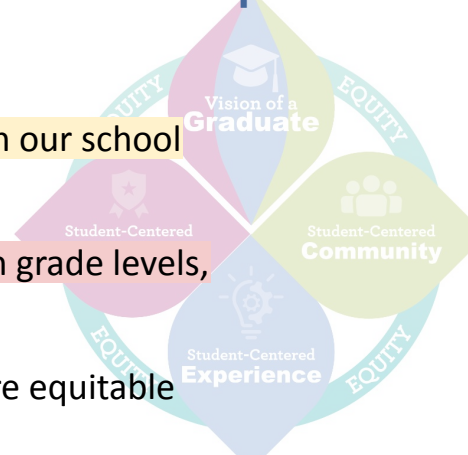 EQUITY
EQUITY
Vision of a
Graduate
n our school
Student-Centered
Student-Centered
Community
n grade levels,
Student-Centered
Experience
re equitable
EQUITY
EQUITY